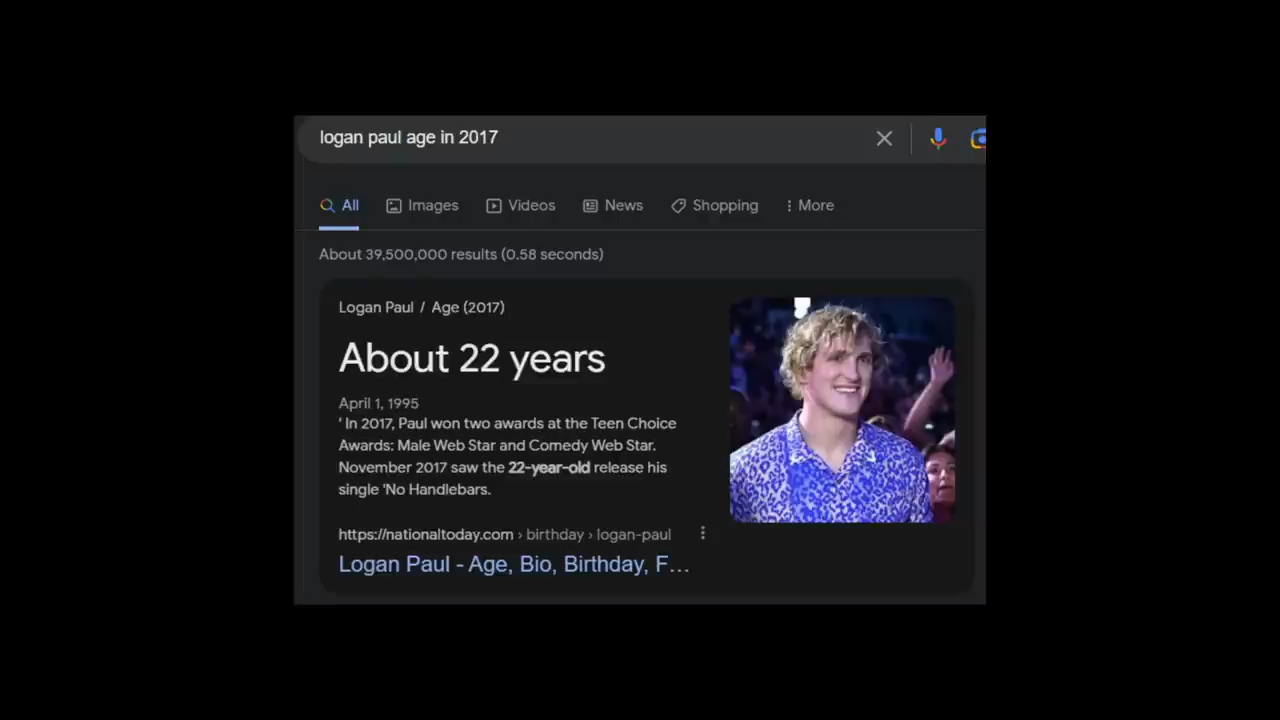 logan paul age in 2017
All Images Videos News Shopping More
About 39,500,000 results (0.58 seconds)
Logan Paul / Age (2017)
About 22 years
April 1, 1995
' In 2017, Paul won two awards at the Teen Choice
Awards: Male Web Star and Comedy Web Star.
November 2017 saw the 22-year-old release his
single 'No Handlebars.
https://nationaltoday.com › birthday › logan-paul
Logan Paul - Age, Bio, Birthday, F...